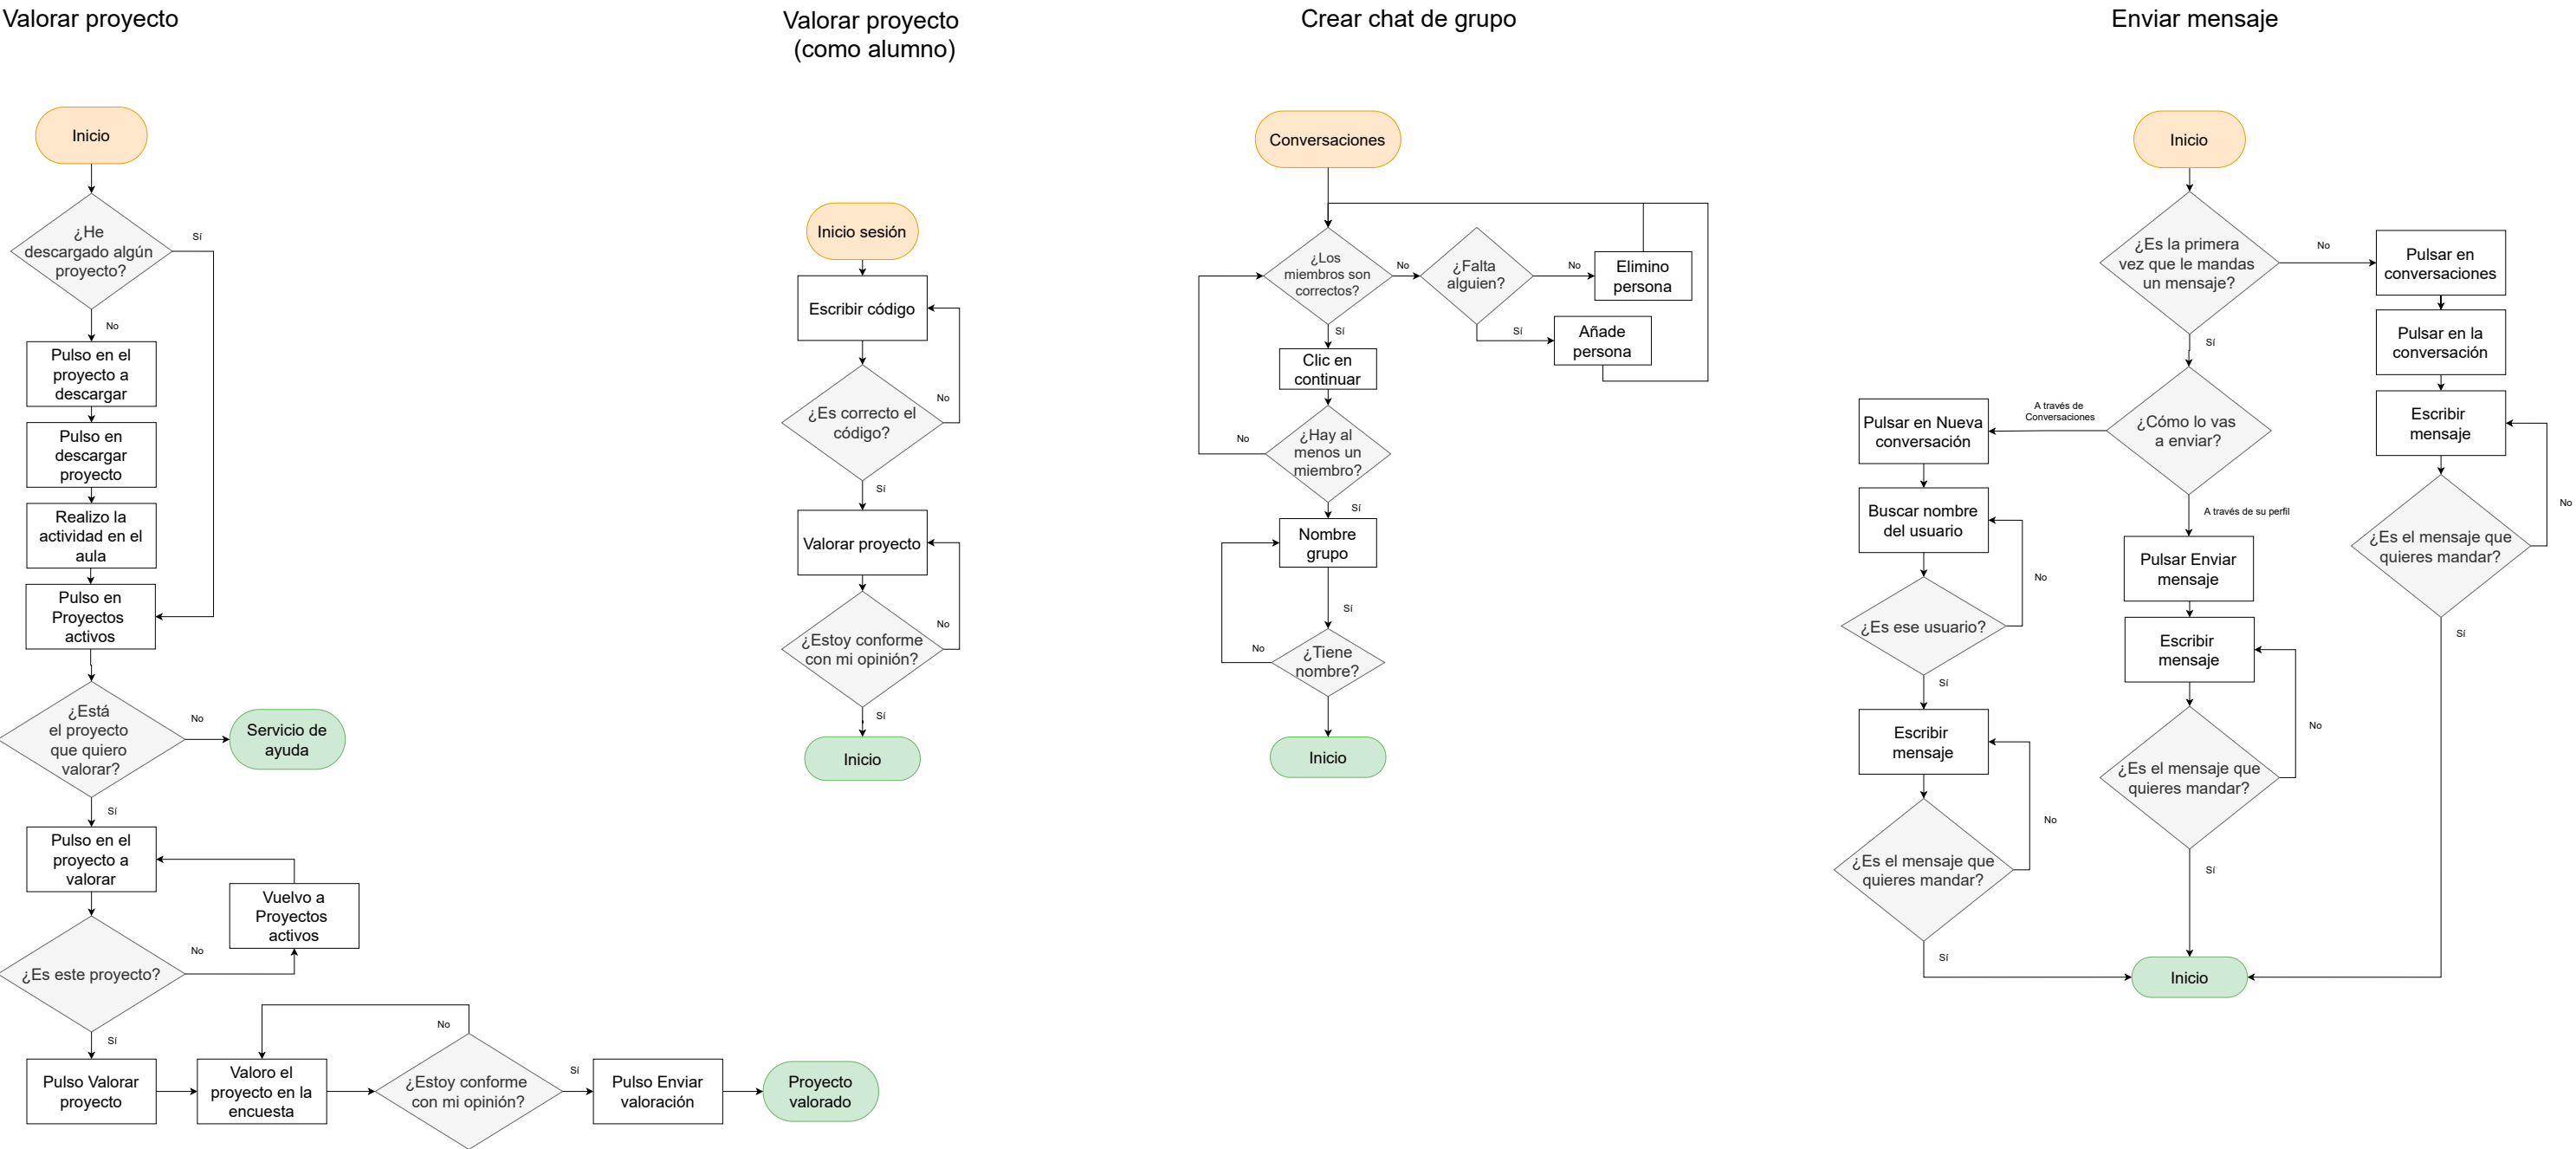 Valorar proyecto
Inicio
¿He
descargado algún
proyecto?
Sí
No
Pulso en el
proyecto a
descargar
Pulso en
descargar
proyecto
Realizo la
actividad en el
aula
Pulso en
Proyectos
activos
¿Está
el proyecto
que quiero
valorar?
No
Servicio de
ayuda
Sí
Pulso en el
proyecto a
valorar
Vuelvo a
Proyectos
activos
No
¿Es este proyecto?
Sí
Pulso Valorar
proyecto
Valoro el
proyecto en la
encuesta
No
¿Estoy conforme
con mi opinión?
Sí
Pulso Enviar
valoración
Proyecto
valorado
Valorar proyecto
(como alumno)
Inicio sesión
Escribir código
No
¿Es correcto el
código?
Sí
Valorar proyecto
No
¿Estoy conforme
con mi opinión?
Sí
Inicio
Crear chat de grupo
Conversaciones
¿Los
miembros son
correctos?
No
¿Falta
alguien?
No
Elimino
persona
Sí
Añade
persona
Sí
Clic en
continuar
No
¿Hay al
menos un
miembro?
Sí
Nombre
grupo
Sí
No
¿Tiene
nombre?
Inicio
Enviar mensaje
Inicio
¿Es la primera
vez que le mandas
un mensaje?
No
Pulsar en
conversaciones
Pulsar en la
conversación
Escribir
mensaje
No
¿Es el mensaje que
quieres mandar?
Sí
Sí
¿Cómo lo vas
a enviar?
A través de
Conversaciones
Pulsar en Nueva
conversación
Buscar nombre
del usuario
No
¿Es ese usuario?
Sí
Escribir
mensaje
No
¿Es el mensaje que
quieres mandar?
Sí
A través de su perfil
Pulsar Enviar
mensaje
Escribir
mensaje
No
¿Es el mensaje que
quieres mandar?
Sí
Inicio